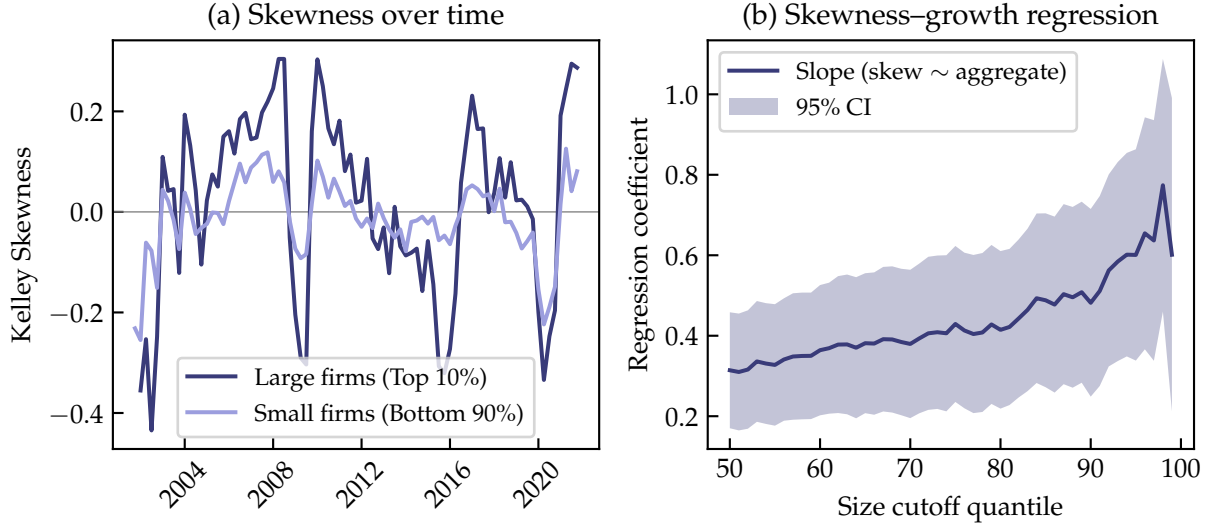 (a) Skewness over time
Kelley Skewness
0.2
0.0
−0.2
−0.4
Large firms (Top 10%)
Small firms (Bottom 90%)
2004
2008
2012
2016
2020
(b) Skewness–growth regression
Regression coefficient
1.0
0.8
0.6
0.4
0.2
Slope (skew ∼ aggregate)
95% CI
50
60
70
80
90
100
Size cutoff quantile